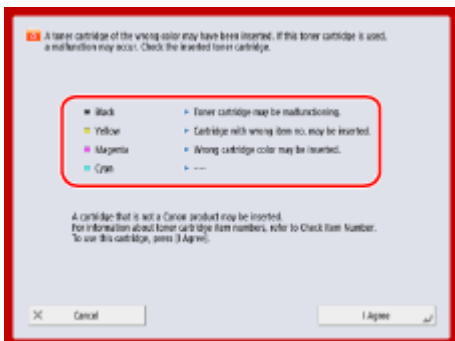 A toner cartridge of the wrong color may have been inserted. If this toner cartridge is used,
a malfunction may occur. Check the inserted toner cartridge.
Black ▸ Toner cartridge may be malfunctioning.
Yellow ▸ Cartridge with wrong item no. may be inserted.
Magenta ▸ Wrong cartridge color may be inserted.
Cyan ▸ ----
A cartridge that is not a Canon product may be inserted.
For information about toner cartridge item numbers, refer to Check Item Number.
To use this cartridge, press [I Agree].
Cancel
I Agree